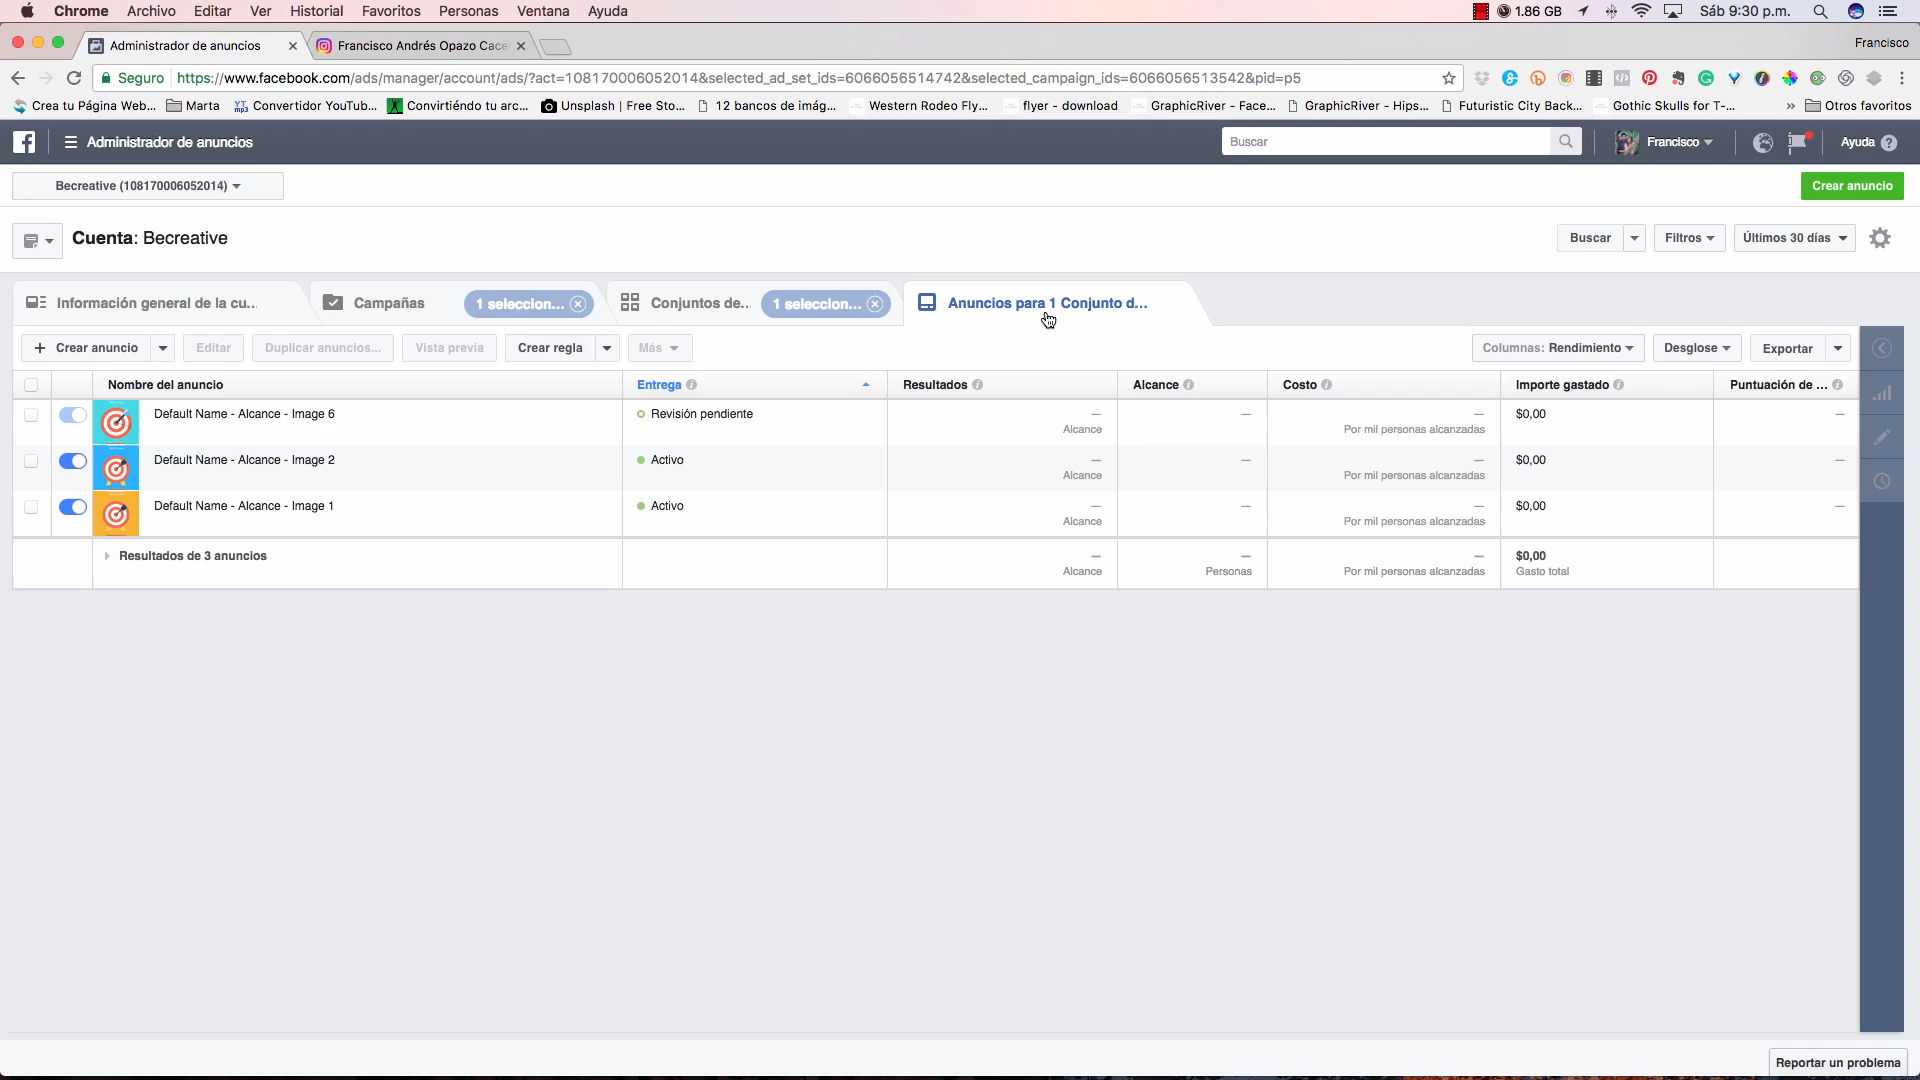 Chrome Archivo Editar Ver Historial Favoritos Personas Ventana Ayuda 1.86 GB Sáb 9:30 p.m.
Administrador de anuncios Francisco Andrés Opazo Cace Francisco
Seguro https://www.facebook.com/ads/manager/account/ads/?act=108170006052014&selected_ad_set_ids=6066056514742&selected_campaign_ids=6066056513542&pid=p5
Crea tu Página Web... Marta Convertidor YouTub... Convirtiéndo tu arc... Unsplash | Free Sto... 12 bancos de imág... Western Rodeo Fly... flyer - download GraphicRiver - Face... GraphicRiver - Hips... Futuristic City Back... Gothic Skulls for T-... » Otros favoritos
Administrador de anuncios Buscar Francisco Ayuda ?
Becreative (108170006052014) Crear anuncio
Cuenta: Becreative Buscar Filtros Últimos 30 días
Información general de la cu... Campañas 1 seleccion... Conjuntos de... 1 seleccion... Anuncios para 1 Conjunto d...
+ Crear anuncio Editar Duplicar anuncios... Vista previa Crear regla Más Columnas: Rendimiento Desglose Exportar
Nombre del anuncio Entrega Resultados Alcance Costo Importe gastado Puntuación de ...
Default Name - Alcance - Image 6 Revisión pendiente — — — $0,00 —
Alcance Por mil personas alcanzadas
Default Name - Alcance - Image 2 Activo — — — $0,00 —
Alcance Por mil personas alcanzadas
Default Name - Alcance - Image 1 Activo — — — $0,00 —
Alcance Por mil personas alcanzadas
Resultados de 3 anuncios — — — $0,00
Alcance Personas Por mil personas alcanzadas Gasto total
Reportar un problema